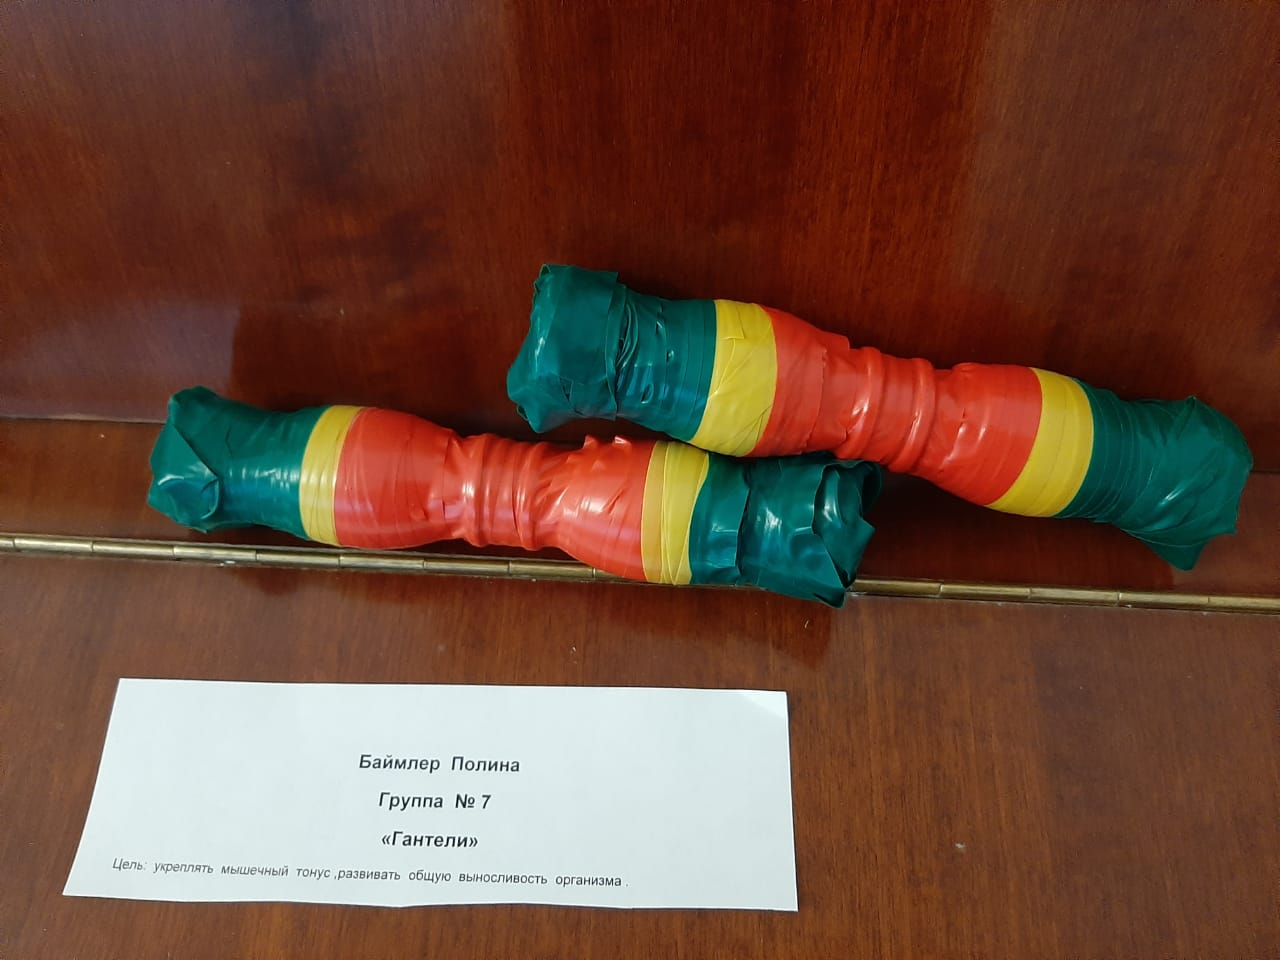 Баймлер Полина
Группа № 7
«Гантели»
Цель: укреплять мышечный тонус ,развивать общую выносливость организма .